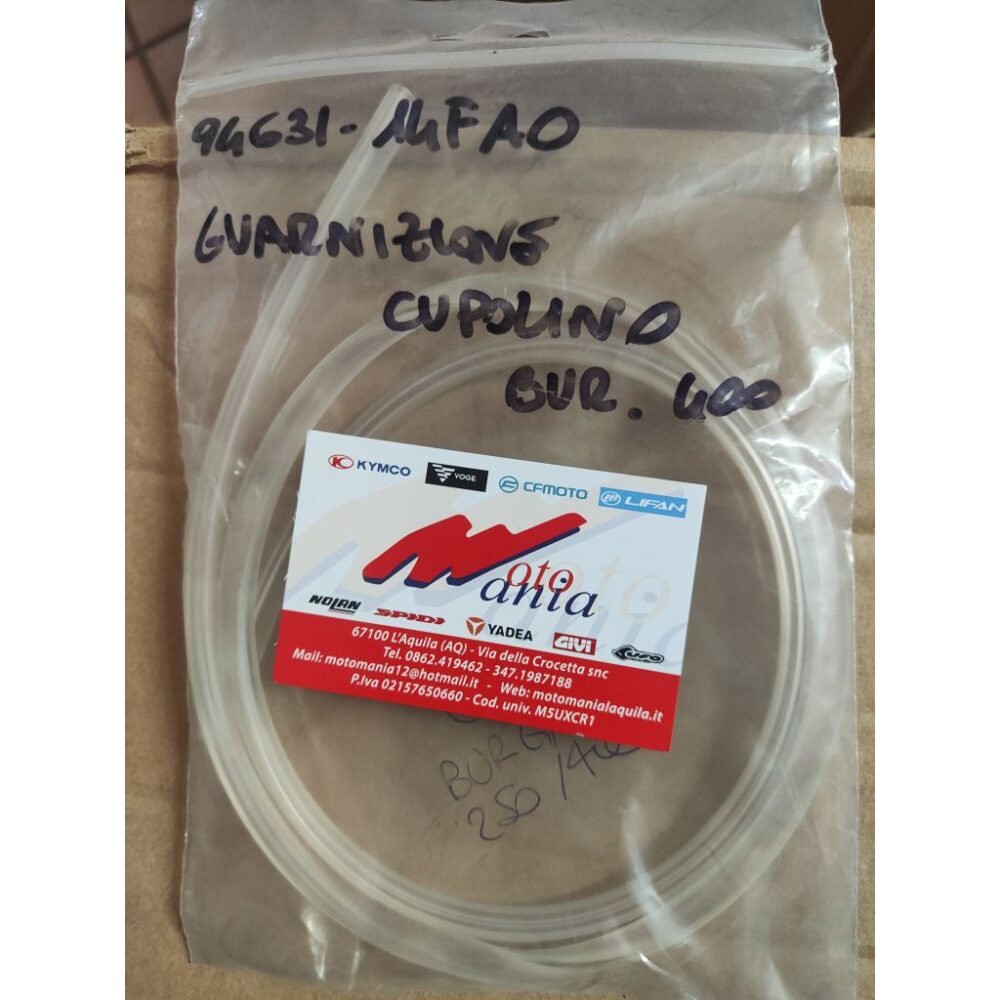 94631-14FA0
GUARNIZIONE
CUPOLINO
BUR. 400
KYMCO VOGE CFMOTO LIFAN
Moto
Mania
NOLAN SPIDI YADEA GIVI UFO
67100 L'Aquila (AQ) - Via della Crocetta snc
Tel. 0862.419462 - 347.1987188
Mail: motomania12@hotmail.it - Web: motomanialaquila.it
P.Iva 02157650660 - Cod. univ. M5UXCR1
250